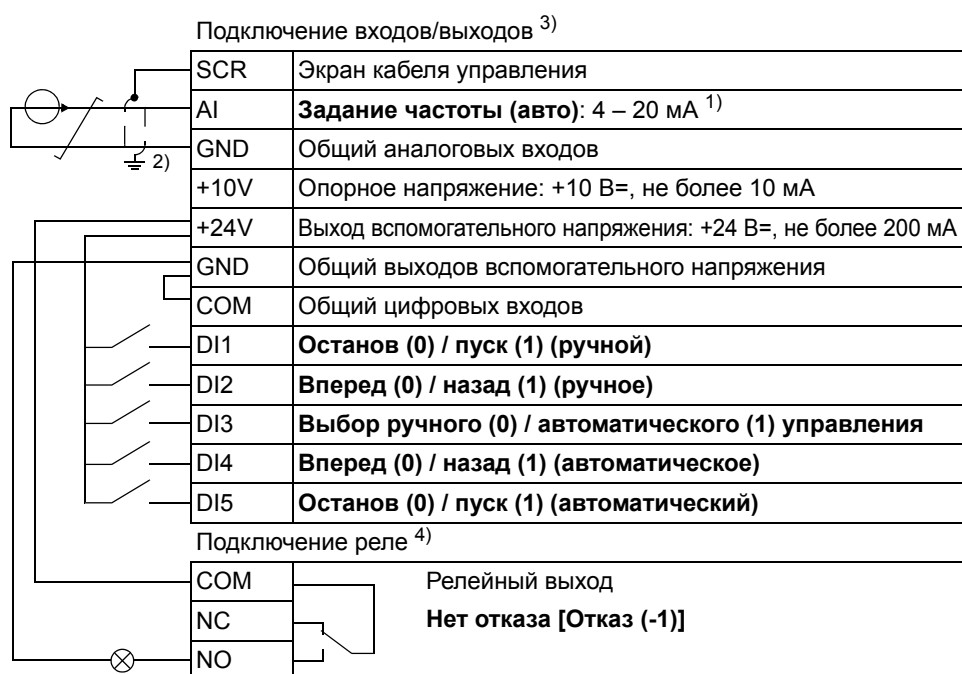 Подключение входов/выходов 3)
SCR Экран кабеля управления
AI Задание частоты (авто): 4 – 20 мА 1)
GND Общий аналоговых входов
2)
+10V Опорное напряжение: +10 В=, не более 10 мА
+24V Выход вспомогательного напряжения: +24 В=, не более 200 мА
GND Общий выходов вспомогательного напряжения
COM Общий цифровых входов
DI1 Останов (0) / пуск (1) (ручной)
DI2 Вперед (0) / назад (1) (ручное)
DI3 Выбор ручного (0) / автоматического (1) управления
DI4 Вперед (0) / назад (1) (автоматическое)
DI5 Останов (0) / пуск (1) (автоматический)
Подключение реле 4)
COM Релейный выход
NC Нет отказа [Отказ (-1)]
NO